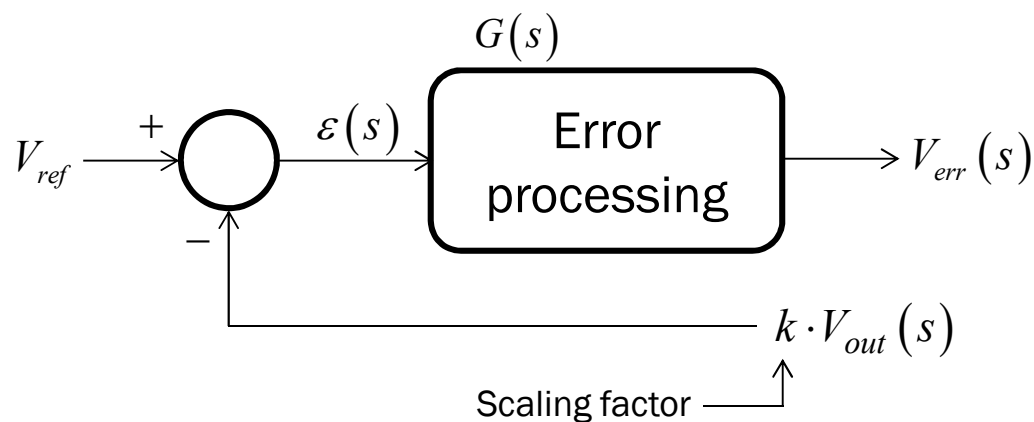 G(s)
+
ε(s)
V_ref
Error
processing
V_err(s)
−
k · V_out(s)
Scaling factor